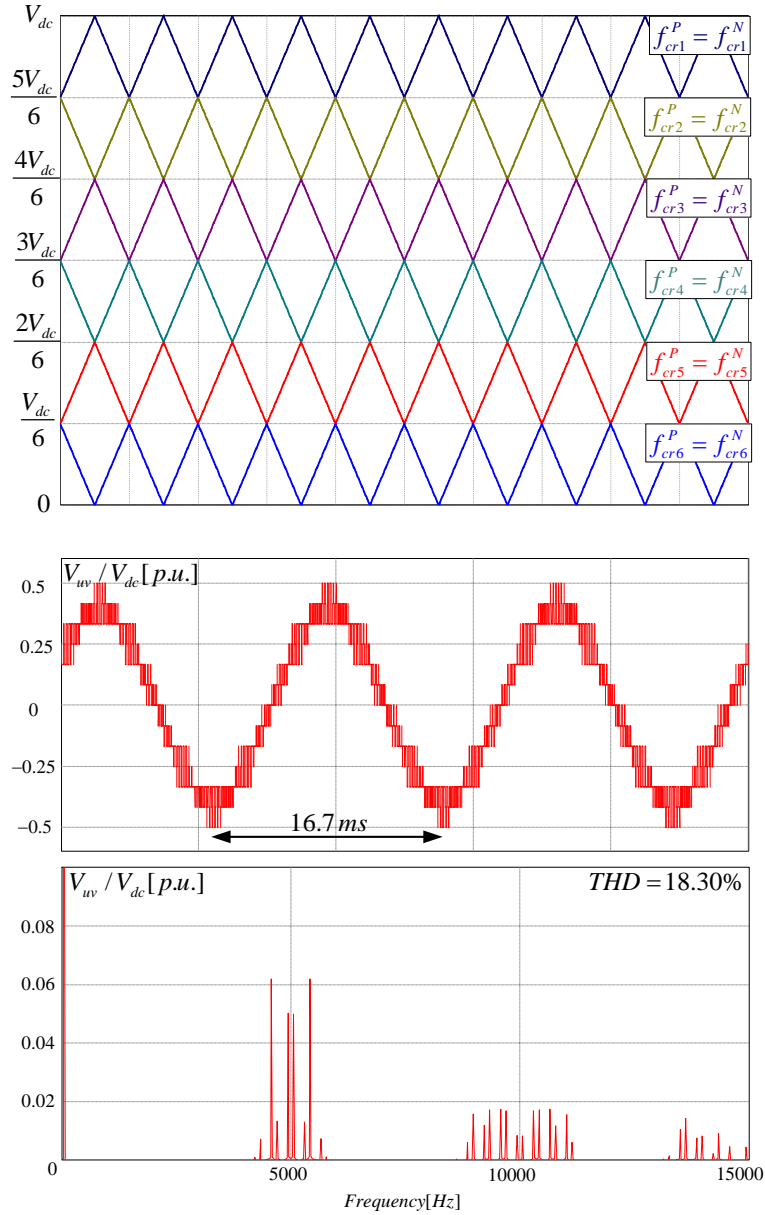 V_dc
f^P_cr1 = f^N_cr1
5V_dc
6
f^P_cr2 = f^N_cr2
4V_dc
6
f^P_cr3 = f^N_cr3
3V_dc
6
f^P_cr4 = f^N_cr4
2V_dc
6
f^P_cr5 = f^N_cr5
V_dc
6
f^P_cr6 = f^N_cr6
0
V_uv / V_dc [p.u.]
0.5
0.25
0
−0.25
−0.5
16.7 ms
V_uv / V_dc [p.u.]
THD = 18.30%
0.08
0.06
0.04
0.02
0
5000
10000
15000
Frequency[Hz]